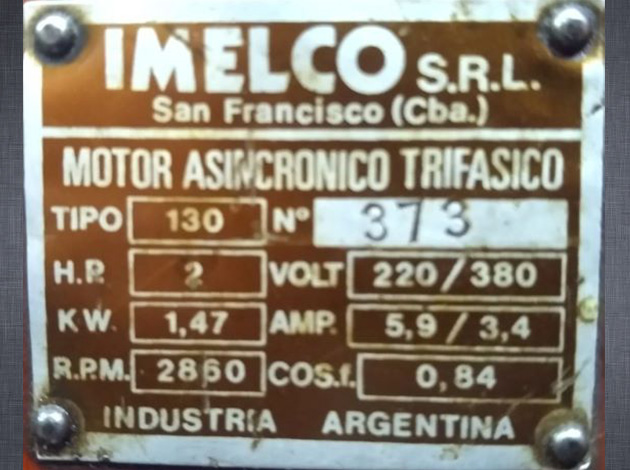 IMELCO S.R.L.
San Francisco (Cba.)
MOTOR ASINCRONICO TRIFASICO
TIPO 130 Nº 373
H.P. 2 VOLT 220/380
KW. 1,47 AMP. 5,9 / 3,4
R.P.M. 2860 COS.f. 0,84
INDUSTRIA ARGENTINA